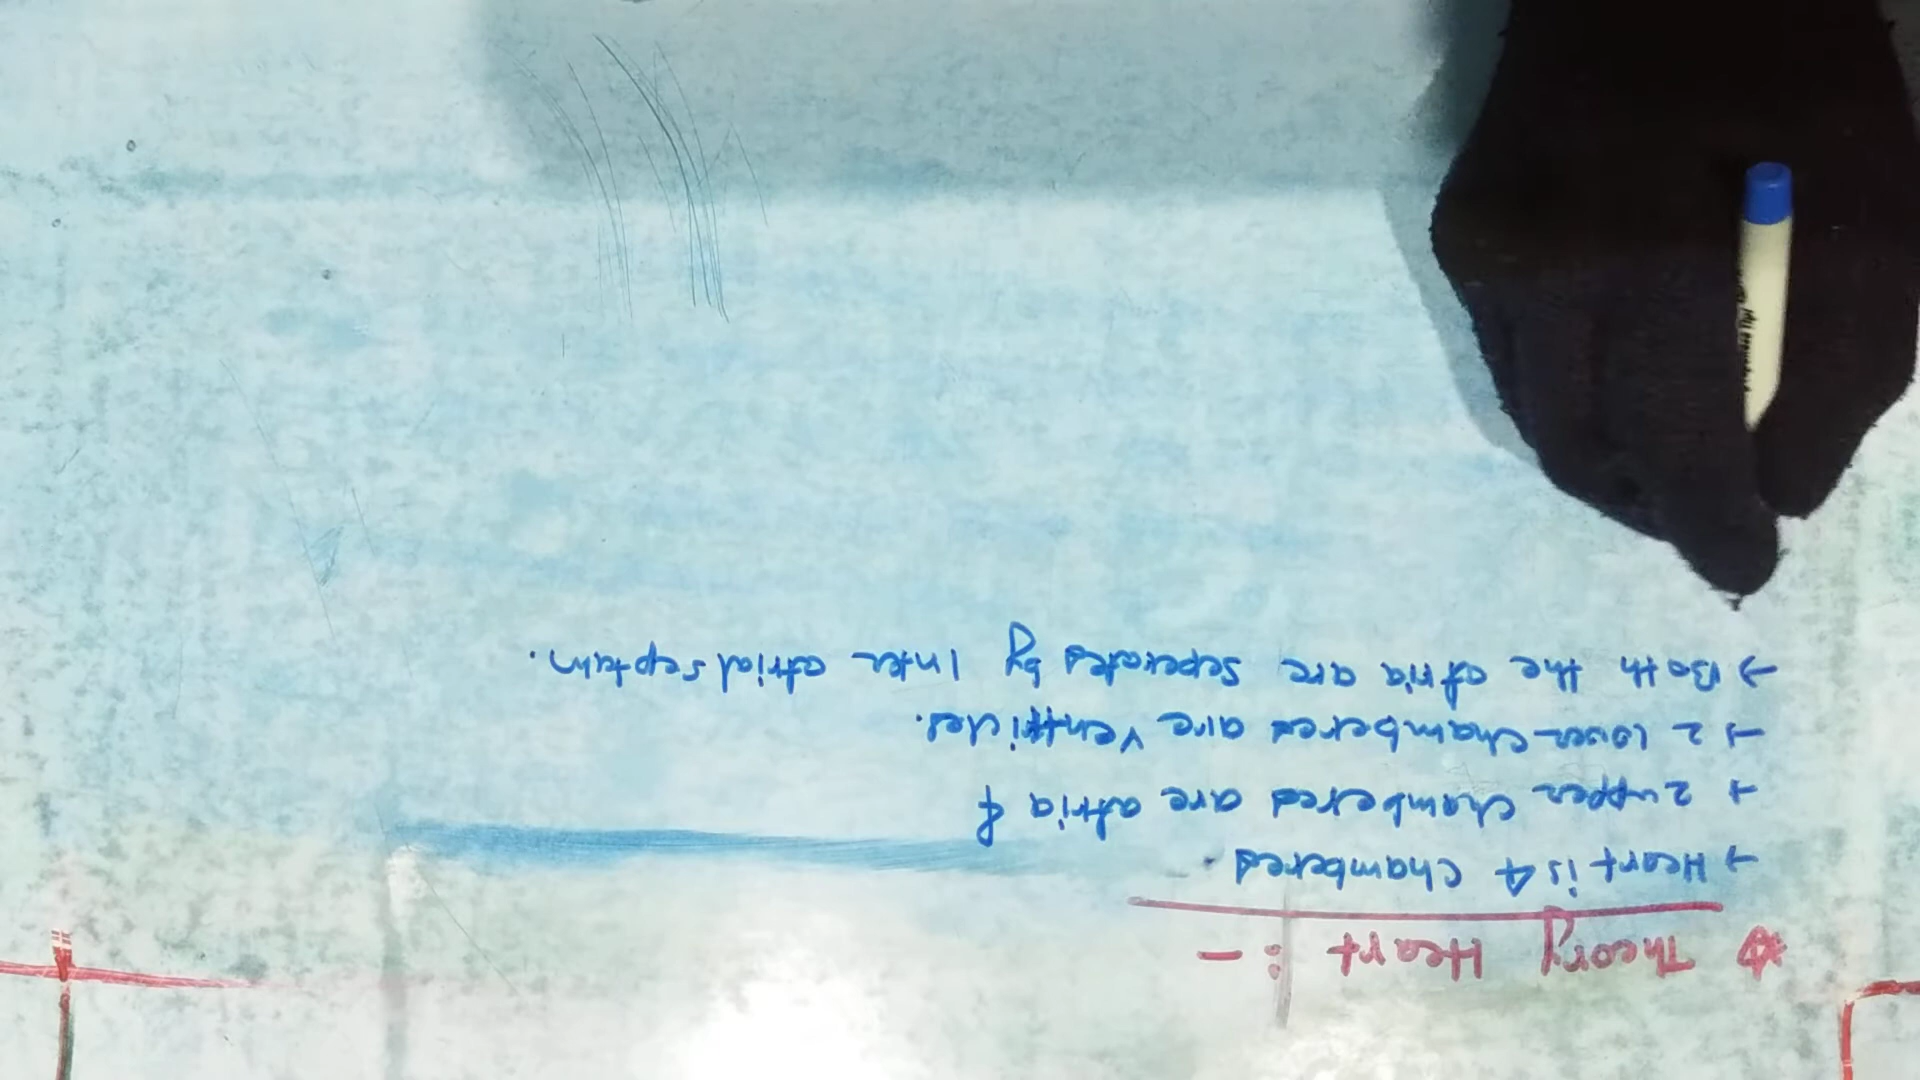 ☆ Theory Heart :-
→ Heart is 4 chambered.
→ 2 upper chambered are atria &
→ 2 lower chambered are ventricles.
→ Both the atria are seperated by Inter atrial septum.